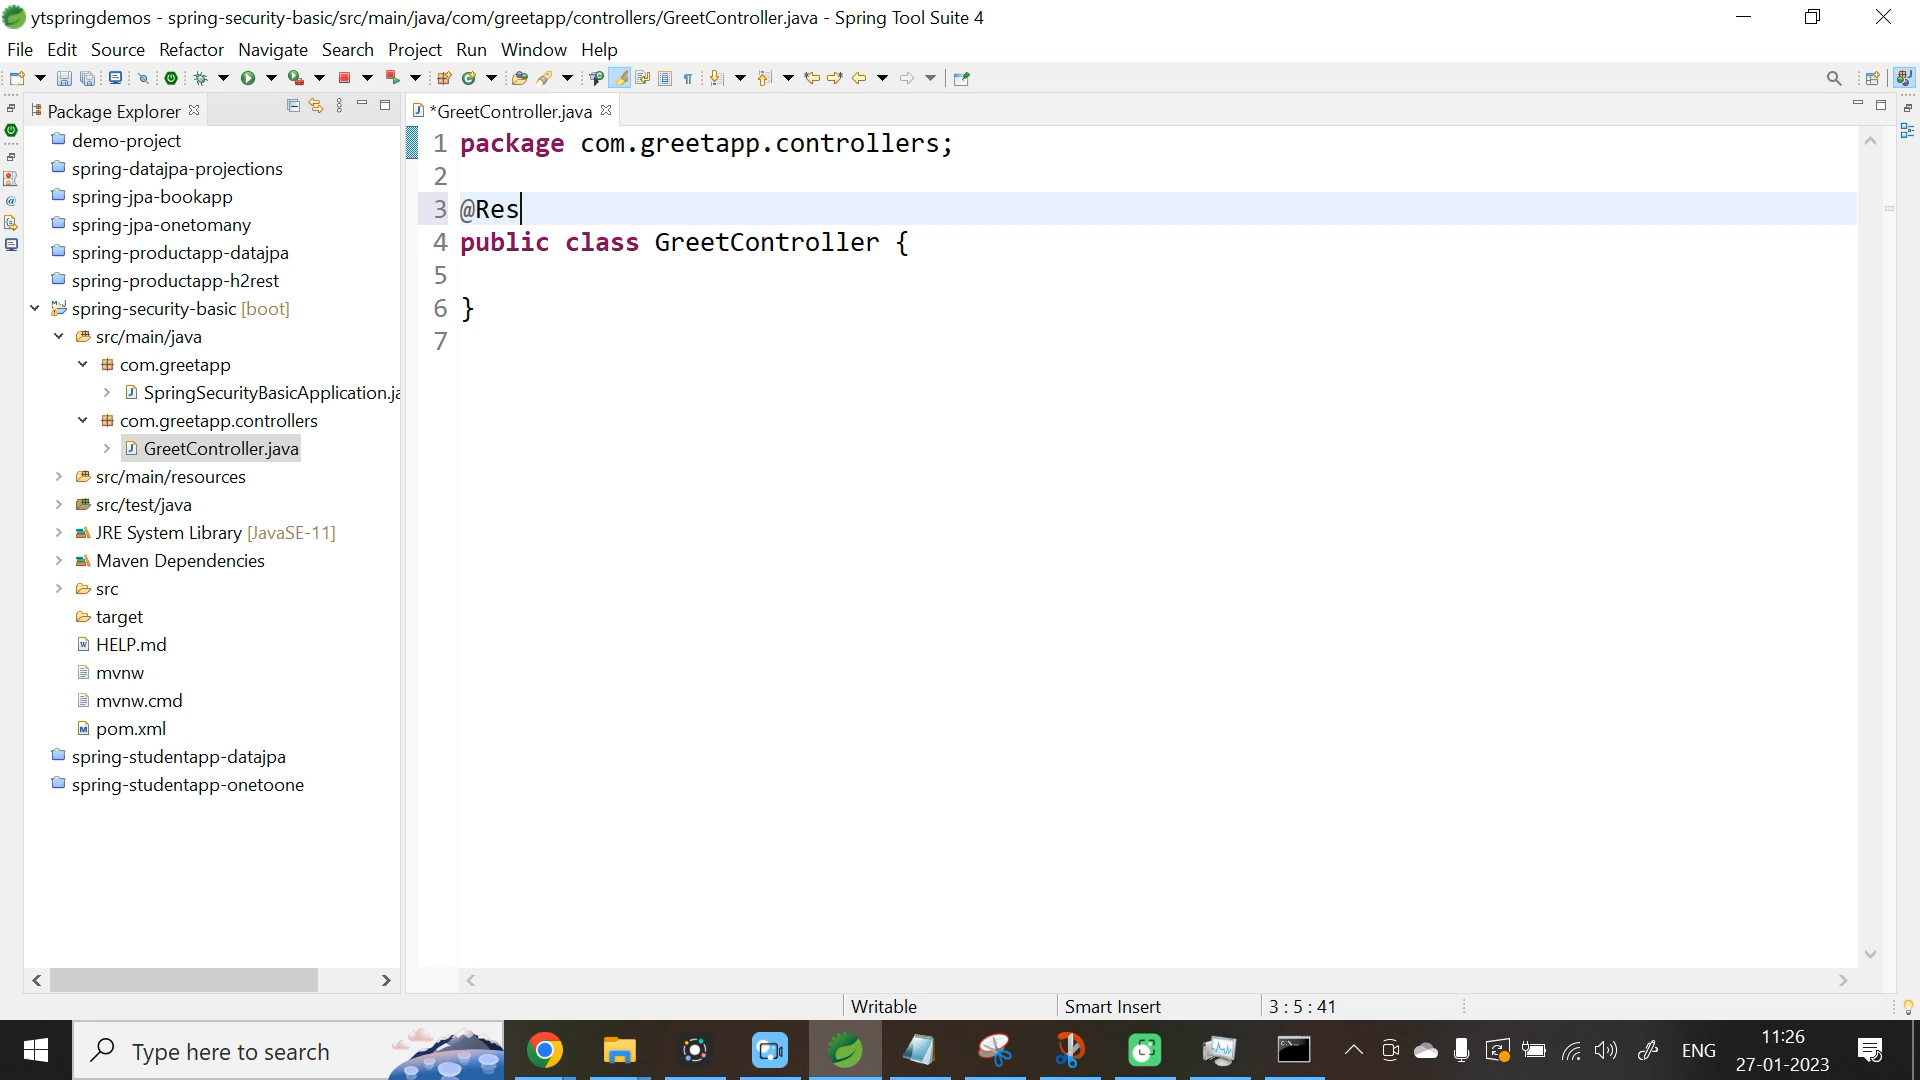 ytspringdemos - spring-security-basic/src/main/java/com/greetapp/controllers/GreetController.java - Spring Tool Suite 4
File Edit Source Refactor Navigate Search Project Run Window Help
Package Explorer
*GreetController.java
demo-project
spring-datajpa-projections
spring-jpa-bookapp
spring-jpa-onetomany
spring-productapp-datajpa
spring-productapp-h2rest
spring-security-basic [boot]
src/main/java
com.greetapp
SpringSecurityBasicApplication.ja
com.greetapp.controllers
GreetController.java
src/main/resources
src/test/java
JRE System Library [JavaSE-11]
Maven Dependencies
src
target
HELP.md
mvnw
mvnw.cmd
pom.xml
spring-studentapp-datajpa
spring-studentapp-onetoone
1 package com.greetapp.controllers;
2
3 @Res
4 public class GreetController {
5
6 }
7
Writable
Smart Insert
3 : 5 : 41
Type here to search
ENG
11:26
27-01-2023